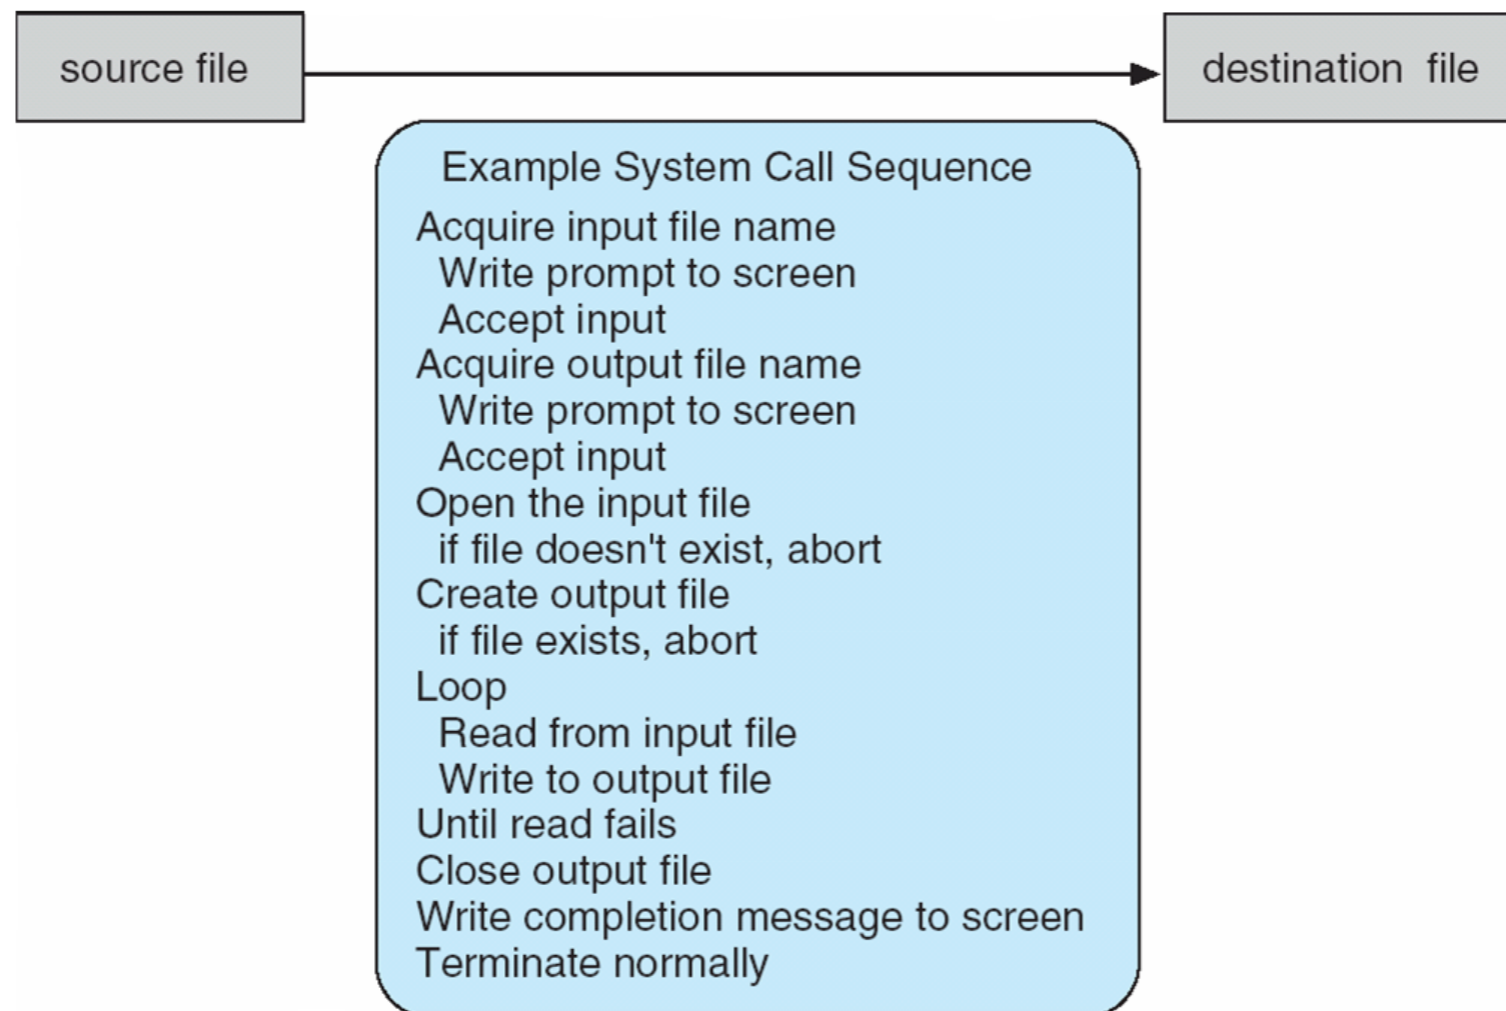 source file
destination file
Example System Call Sequence
Acquire input file name
Write prompt to screen
Accept input
Acquire output file name
Write prompt to screen
Accept input
Open the input file
if file doesn't exist, abort
Create output file
if file exists, abort
Loop
Read from input file
Write to output file
Until read fails
Close output file
Write completion message to screen
Terminate normally